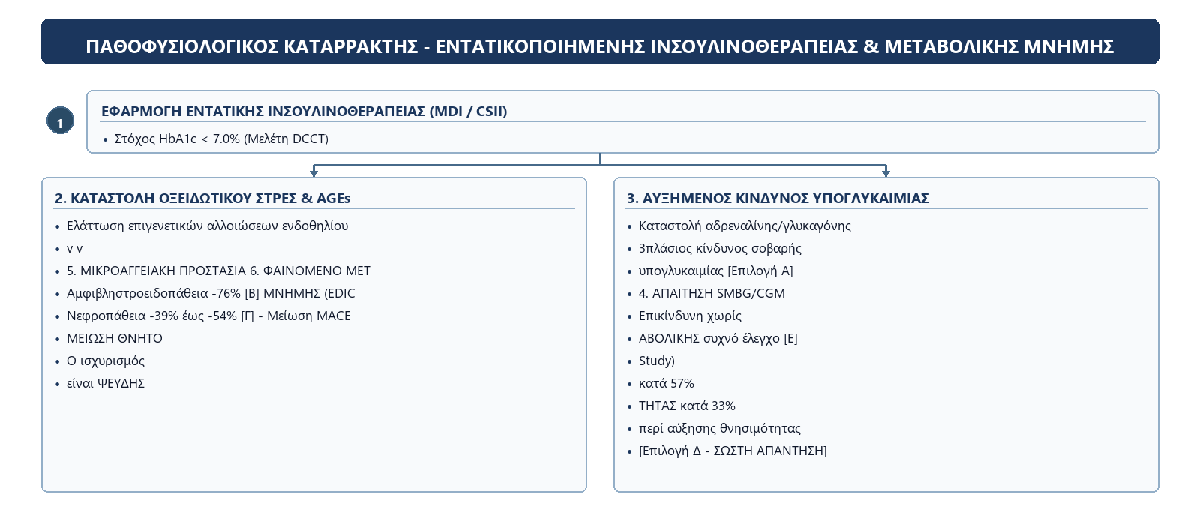 ΠΑΘΟΦΥΣΙΟΛΟΓΙΚΟΣ ΚΑΤΑΡΡΑΚΤΗΣ - ΕΝΤΑΤΙΚΟΠΟΙΗΜΕΝΗΣ ΙΝΣΟΥΛΙΝΟΘΕΡΑΠΕΙΑΣ & ΜΕΤΑΒΟΛΙΚΗΣ ΜΝΗΜΗΣ
1
ΕΦΑΡΜΟΓΗ ΕΝΤΑΤΙΚΗΣ ΙΝΣΟΥΛΙΝΟΘΕΡΑΠΕΙΑΣ (MDI / CSII)
• Στόχος HbA1c < 7.0% (Μελέτη DCCT)
2. ΚΑΤΑΣΤΟΛΗ ΟΞΕΙΔΩΤΙΚΟΥ ΣΤΡΕΣ & AGEs
• Ελάττωση επιγενετικών αλλοιώσεων ενδοθηλίου
• v v
• 5. ΜΙΚΡΟΑΓΓΕΙΑΚΗ ΠΡΟΣΤΑΣΙΑ 6. ΦΑΙΝΟΜΕΝΟ ΜΕΤ
• Αμφιβληστροειδοπάθεια -76% [Β] ΜΝΗΜΗΣ (EDIC
• Νεφροπάθεια -39% έως -54% [Γ] - Μείωση MACE
• ΜΕΙΩΣΗ ΘΝΗΤΟ
• Ο ισχυρισμός
• είναι ΨΕΥΔΗΣ
3. ΑΥΞΗΜΕΝΟΣ ΚΙΝΔΥΝΟΣ ΥΠΟΓΛΥΚΑΙΜΙΑΣ
• Καταστολή αδρεναλίνης/γλυκαγόνης
• 3πλάσιος κίνδυνος σοβαρής
• υπογλυκαιμίας [Επιλογή Α]
• 4. ΑΠΑΙΤΗΣΗ SMBG/CGM
• Επικίνδυνη χωρίς
• ΑΒΟΛΙΚΗΣ συχνό έλεγχο [Ε]
• Study)
• κατά 57%
• ΤΗΤΑΣ κατά 33%
• περί αύξησης θνησιμότητας
• [Επιλογή Δ - ΣΩΣΤΗ ΑΠΑΝΤΗΣΗ]